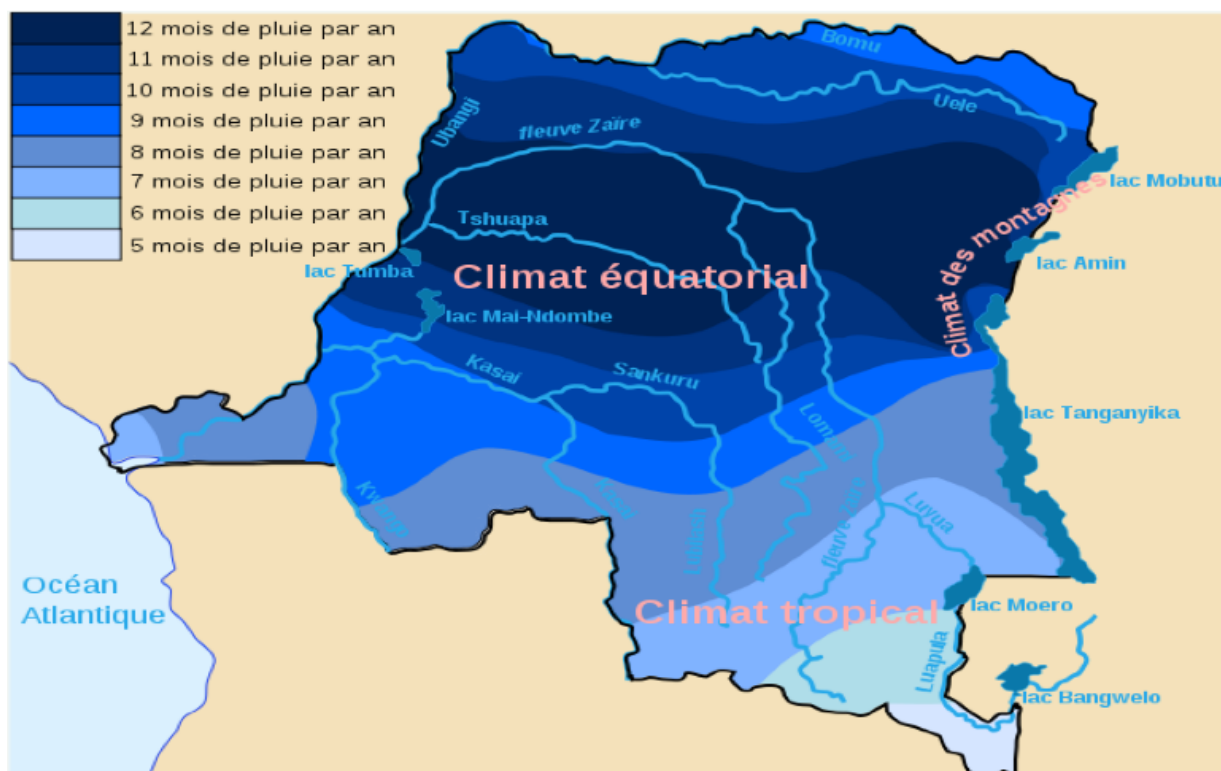 12 mois de pluie par an
11 mois de pluie par an
10 mois de pluie par an
9 mois de pluie par an
8 mois de pluie par an
7 mois de pluie par an
6 mois de pluie par an
5 mois de pluie par an
Bomu
Uele
Ubangi
fleuve Zaïre
lac Mobutu
Climat des montagnes
Tshuapa
lac Amin
lac Tumba
Climat équatorial
lac Mai-Ndombe
Kasaï
Sankuru
lac Tanganyika
Kasaï
fleuve Zaïre
Luvua
Océan
Atlantique
Climat tropical
lac Moero
Luapula
lac Bangwelo